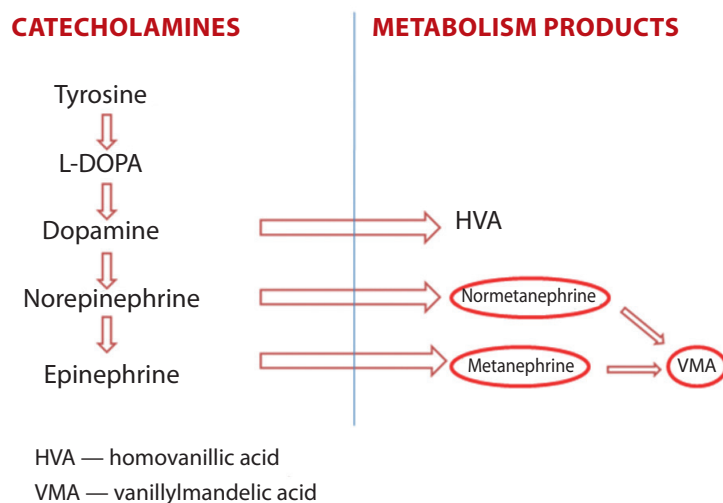 CATECHOLAMINES
METABOLISM PRODUCTS
Tyrosine
L-DOPA
Dopamine
HVA
Norepinephrine
Normetanephrine
Epinephrine
Metanephrine
VMA
HVA — homovanillic acid
VMA — vanillylmandelic acid